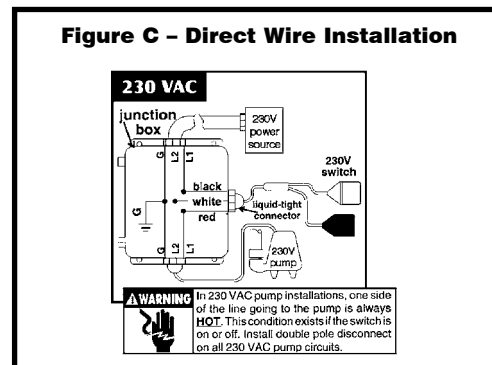 Figure C – Direct Wire Installation
230 VAC
junction
box
230V
power
source
G
L2
L1
230V
switch
black
white
red
liquid-tight
connector
G
G
L2
L1
230V
pump
WARNING
In 230 VAC pump installations, one side
of the line going to the pump is always
HOT. This condition exists if the switch is
on or off. Install double pole disconnect
on all 230 VAC pump circuits.